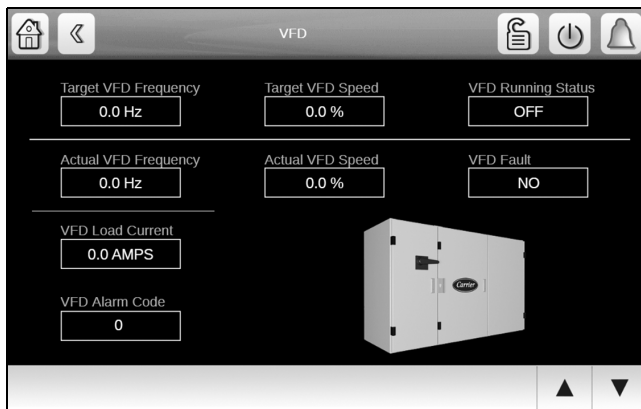 VFD
Target VFD Frequency
0.0 Hz
Target VFD Speed
0.0 %
VFD Running Status
OFF
Actual VFD Frequency
0.0 Hz
Actual VFD Speed
0.0 %
VFD Fault
NO
VFD Load Current
0.0 AMPS
VFD Alarm Code
0
Carrier